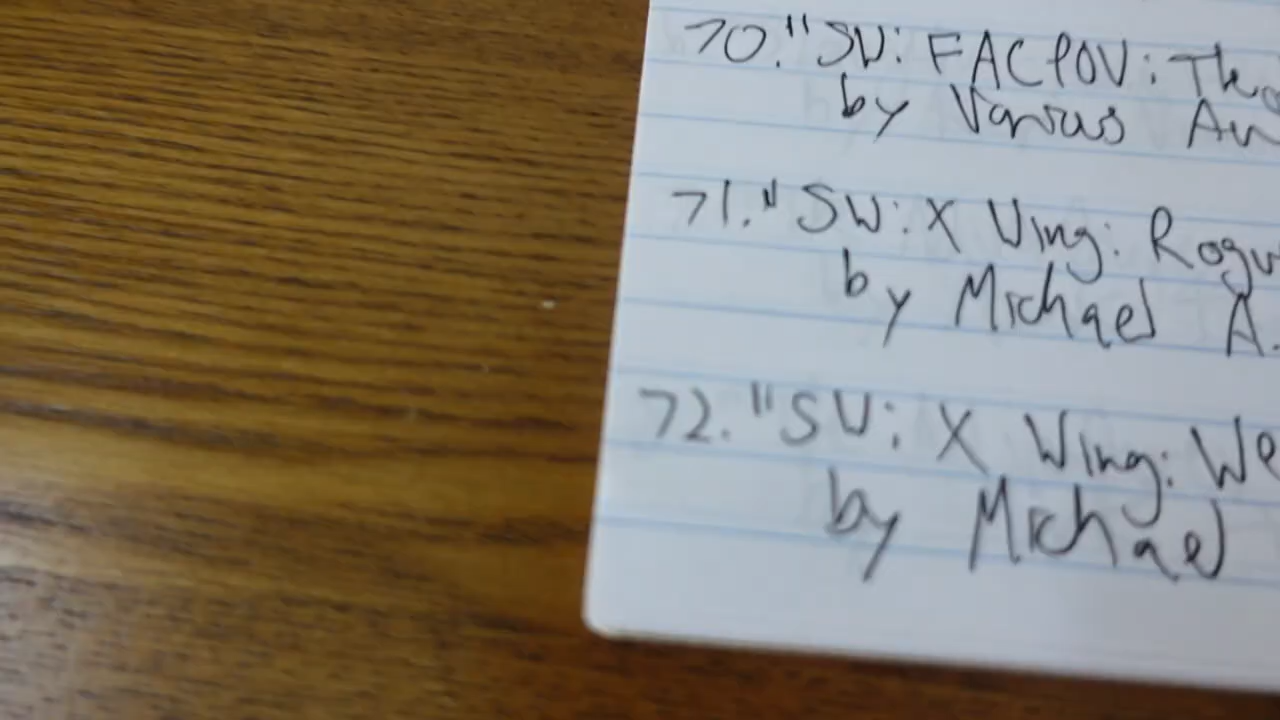 70. "SW: FACPOV: The
by Various Au
71. "SW: X Wing: Rogu
by Michael A.
72. "SW: X Wing: We
by Michael